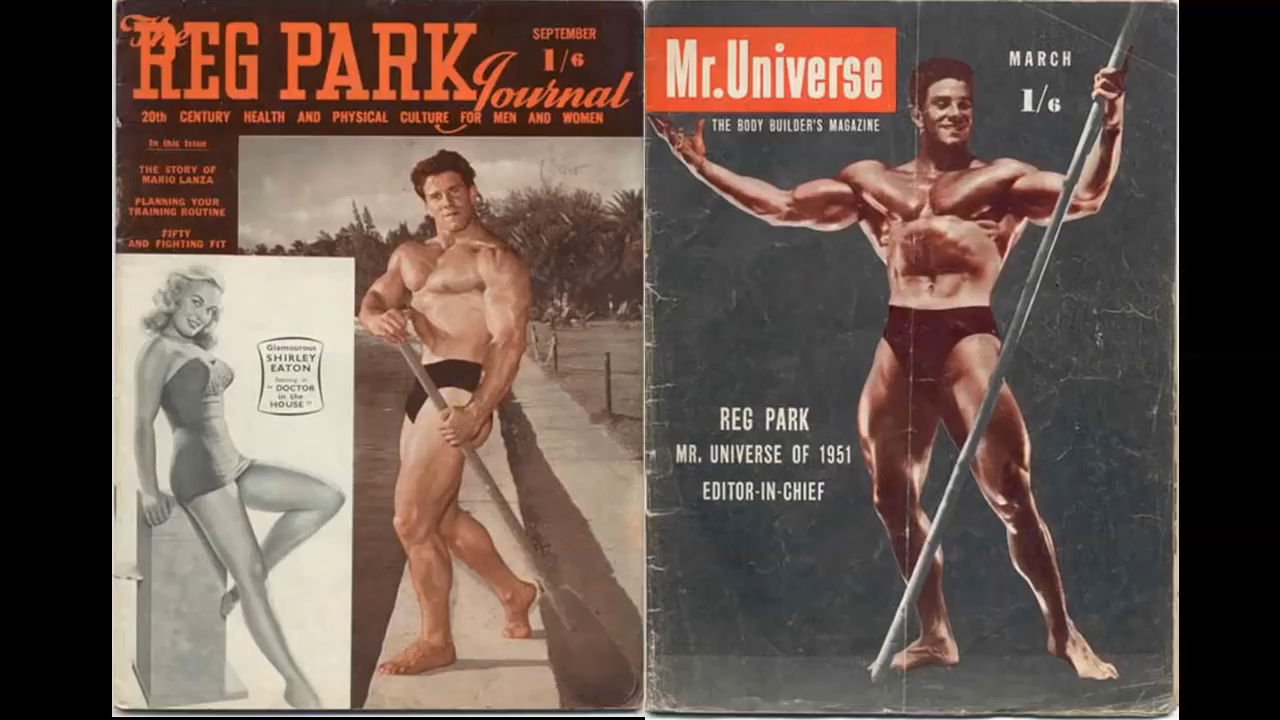 The
REG PARK
Journal
SEPTEMBER
1/6
20th CENTURY HEALTH AND PHYSICAL CULTURE FOR MEN AND WOMEN
In this issue
THE STORY OF
MARIO LANZA
PLANNING YOUR
TRAINING ROUTINE
FIFTY
AND FIGHTING FIT
Glamourous
SHIRLEY
EATON
"DOCTOR
in the
HOUSE"
Mr. Universe
THE BODY BUILDER'S MAGAZINE
MARCH
1/6
REG PARK
MR. UNIVERSE OF 1951
EDITOR-IN-CHIEF